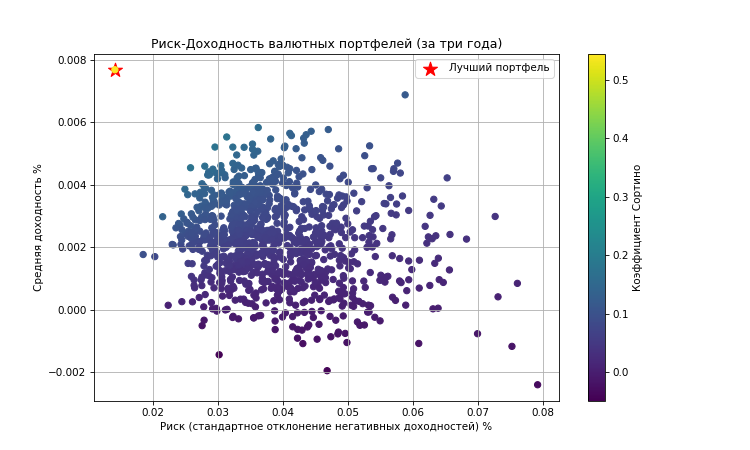 Риск-Доходность валютных портфелей (за три года)
Лучший портфель
Средняя доходность %
0.008
0.006
0.004
0.002
0.000
−0.002
0.02 0.03 0.04 0.05 0.06 0.07 0.08
Риск (стандартное отклонение негативных доходностей) %
0.5
0.4
0.3
0.2
0.1
0.0
Коэффициент Сортино